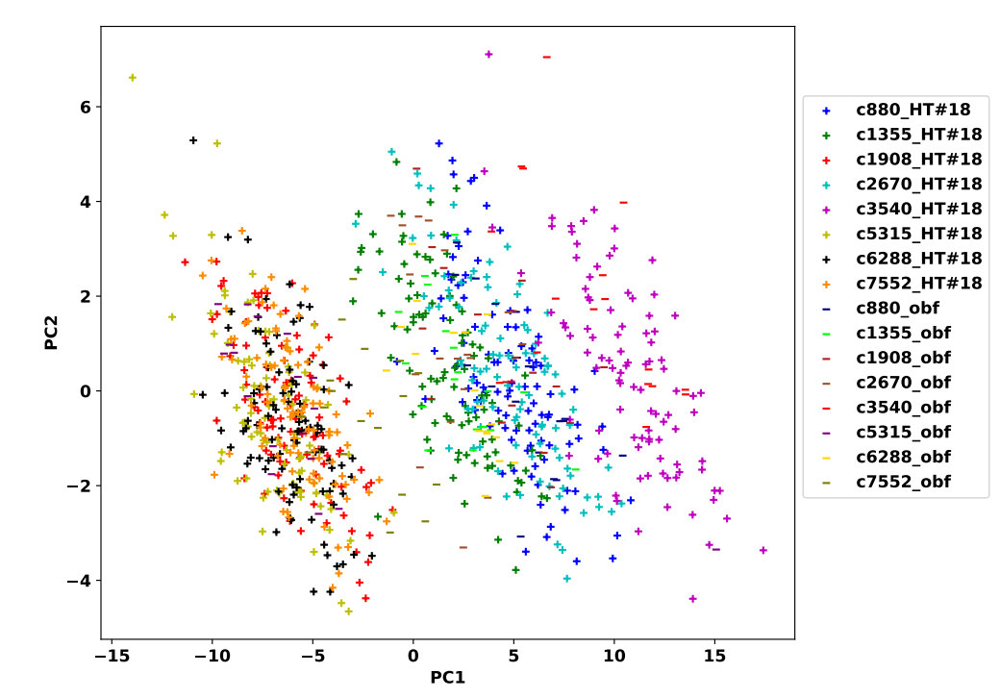 6
4
2
0
−2
−4
PC2
−15
−10
−5
0
5
10
15
PC1
c880_HT#18
c1355_HT#18
c1908_HT#18
c2670_HT#18
c3540_HT#18
c5315_HT#18
c6288_HT#18
c7552_HT#18
c880_obf
c1355_obf
c1908_obf
c2670_obf
c3540_obf
c5315_obf
c6288_obf
c7552_obf